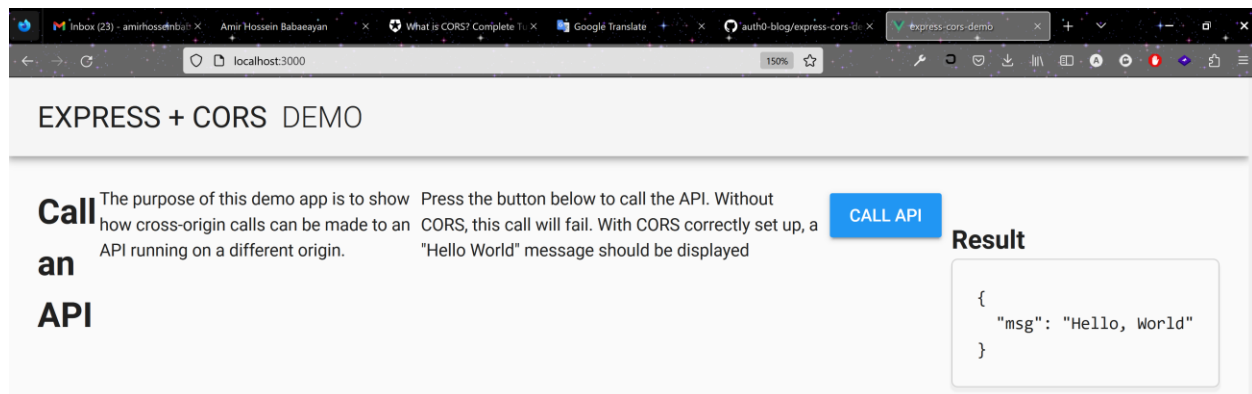 Inbox (23) - amirhosseinbab
Amir Hossein Babaeayan
What is CORS? Complete Tu
Google Translate
auth0-blog/express-cors-de
express-cors-demo
localhost:3000
150%
EXPRESS + CORS DEMO
Call
an
API
The purpose of this demo app is to show
how cross-origin calls can be made to an
API running on a different origin.
Press the button below to call the API. Without
CORS, this call will fail. With CORS correctly set up, a
"Hello World" message should be displayed
CALL API
Result
{
"msg": "Hello, World"
}